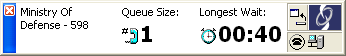 Ministry Of Defense - 598
Queue Size:
1
Longest Wait:
00:40